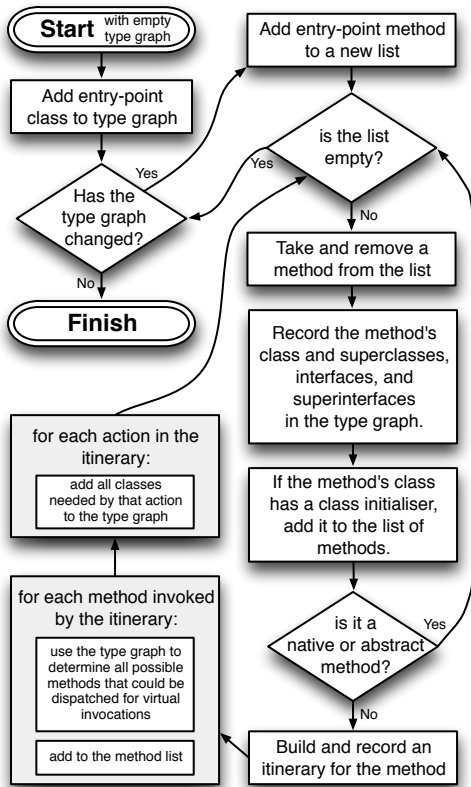 Start with empty
type graph
Add entry-point
class to type graph
Has the
type graph
changed?
Yes
No
Finish
Add entry-point method
to a new list
is the list
empty?
Yes
No
Take and remove a
method from the list
Record the method's
class and superclasses,
interfaces, and
superinterfaces
in the type graph.
If the method's class
has a class initialiser,
add it to the list of
methods.
is it a
native or abstract
method?
Yes
No
Build and record an
itinerary for the method
for each method invoked
by the itinerary:
use the type graph to
determine all possible
methods that could be
dispatched for virtual
invocations
add to the method list
for each action in the
itinerary:
add all classes
needed by that action
to the type graph